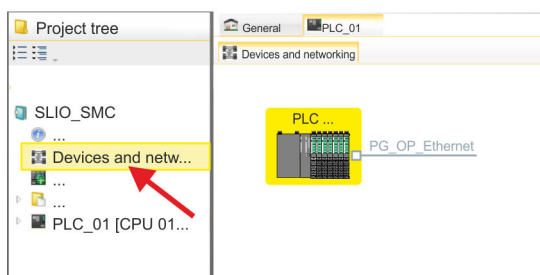 Project tree
General
PLC_01
Devices and networking
SLIO_SMC
...
Devices and netw...
...
...
PLC_01 [CPU 01...
PLC ...
PG_OP_Ethernet